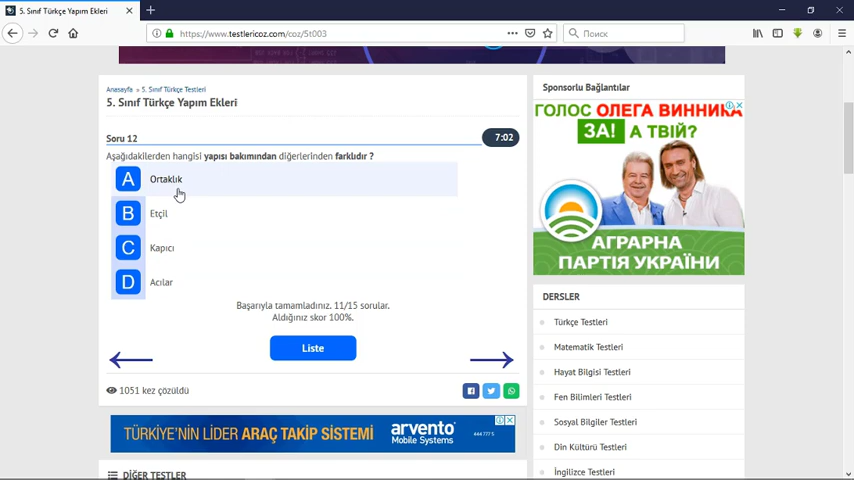 5. Sınıf Türkçe Yapım Ekleri
https://www.testlericoz.com/coz/5t003
Поиск
Anasayfa » 5. Sınıf Türkçe Testleri
5. Sınıf Türkçe Yapım Ekleri
Soru 12
7:02
Aşağıdakilerden hangisi yapısı bakımından diğerlerinden farklıdır ?
A Ortaklık
B Etçil
C Kapıcı
D Acılar
Başarıyla tamamladınız. 11/15 sorular.
Aldığınız skor 100%.
Liste
1051 kez çözüldü
TÜRKİYE'NİN LİDER ARAÇ TAKİP SİSTEMİ
arvento
Mobile Systems
444 777 5
DİĞER TESTLER
Sponsorlu Bağlantılar
ГОЛОС ОЛЕГА ВИННИКА
ЗА! А ТВІЙ?
АГРАРНА
ПАРТІЯ УКРАЇНИ
DERSLER
Türkçe Testleri
Matematik Testleri
Hayat Bilgisi Testleri
Fen Bilimleri Testleri
Sosyal Bilgiler Testleri
Din Kültürü Testleri
İngilizce Testleri